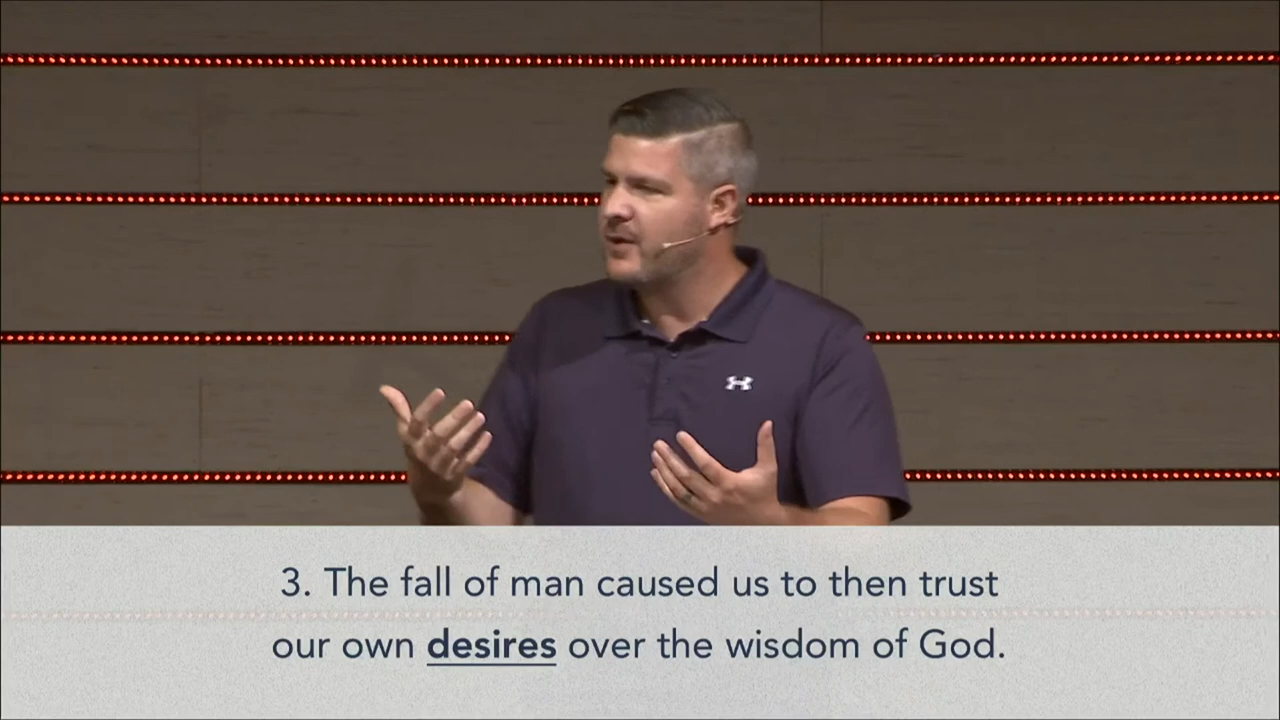 3. The fall of man caused us to then trust
our own desires over the wisdom of God.